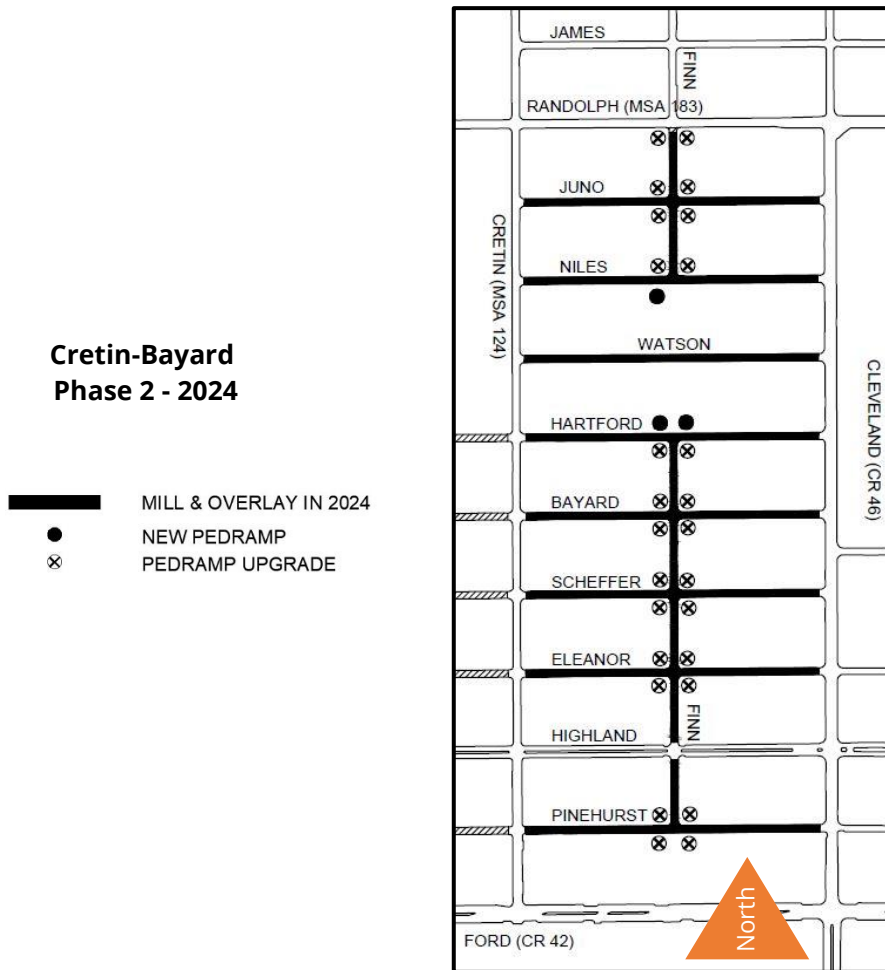 Cretin-Bayard
Phase 2 - 2024
MILL & OVERLAY IN 2024
NEW PEDRAMP
PEDRAMP UPGRADE
JAMES
FINN
RANDOLPH (MSA 183)
JUNO
CRETIN (MSA 124)
NILES
WATSON
CLEVELAND (CR 46)
HARTFORD
BAYARD
SCHEFFER
ELEANOR
FINN
HIGHLAND
PINEHURST
North
FORD (CR 42)